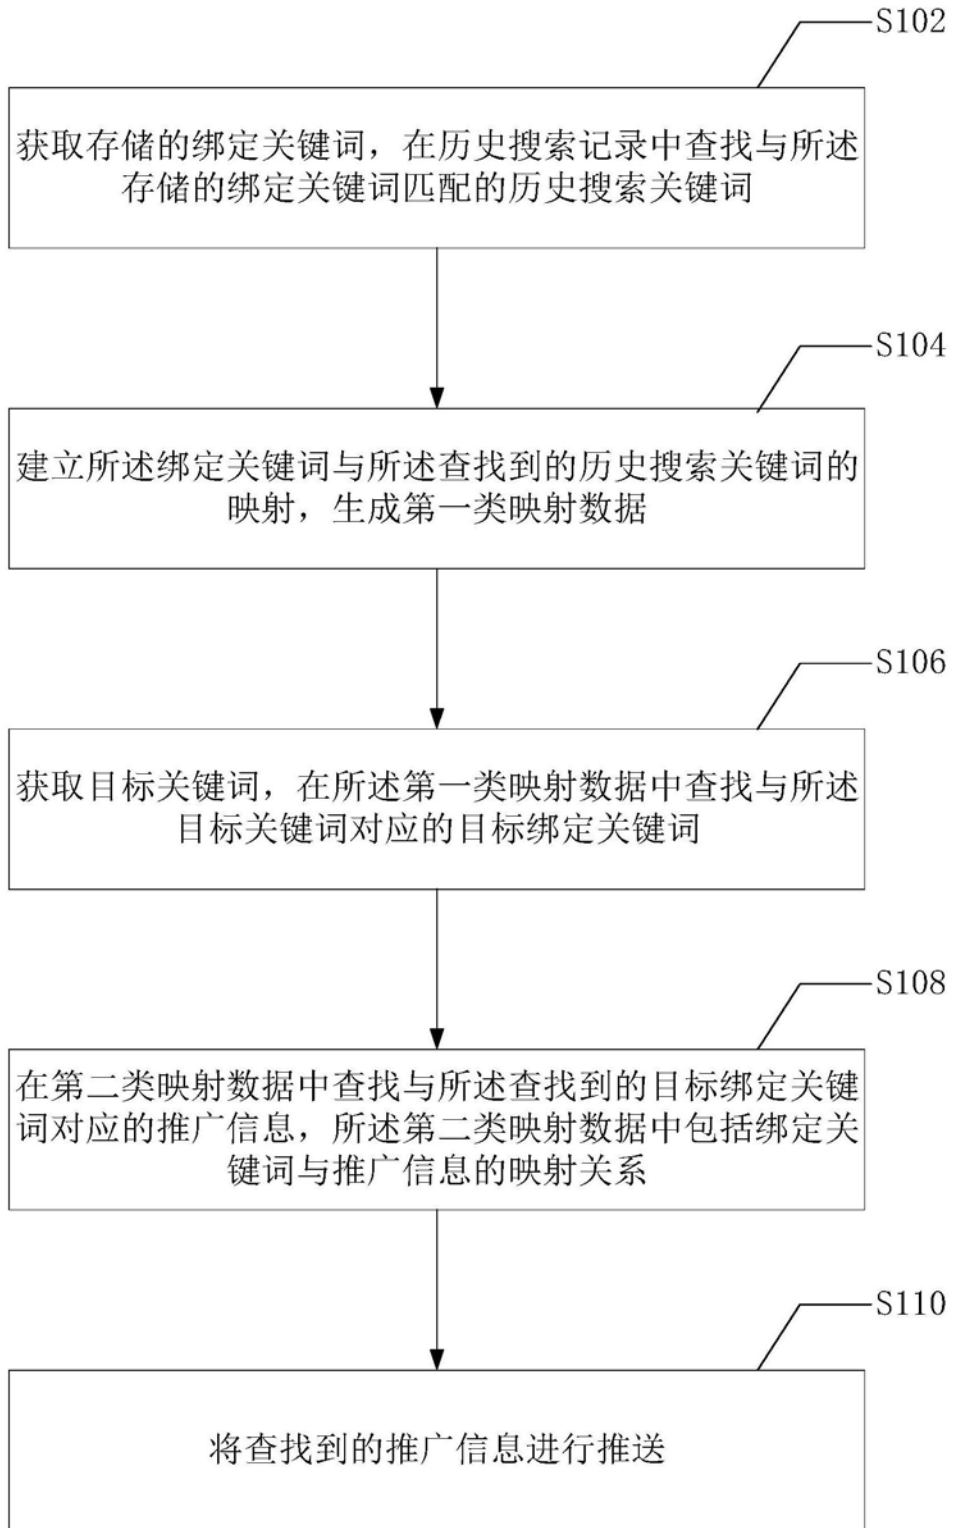 S102
获取存储的绑定关键词，在历史搜索记录中查找与所述
存储的绑定关键词匹配的历史搜索关键词
S104
建立所述绑定关键词与所述查找到的历史搜索关键词的
映射，生成第一类映射数据
S106
获取目标关键词，在所述第一类映射数据中查找与所述
目标关键词对应的目标绑定关键词
S108
在第二类映射数据中查找与所述查找到的目标绑定关键
词对应的推广信息，所述第二类映射数据中包括绑定关
键词与推广信息的映射关系
S110
将查找到的推广信息进行推送